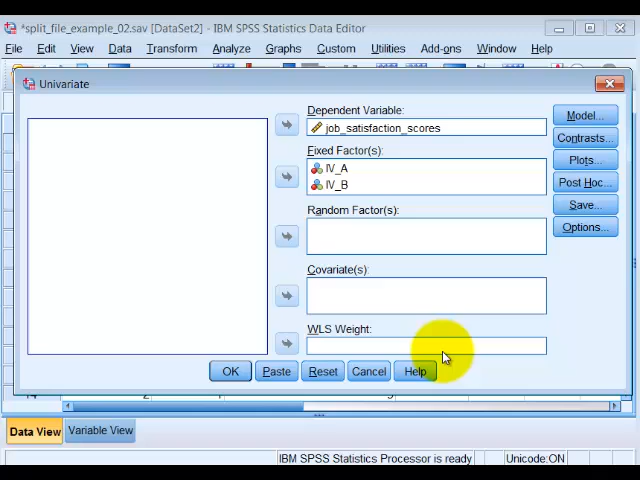 *split_file_example_02.sav [DataSet2] - IBM SPSS Statistics Data Editor
File Edit View Data Transform Analyze Graphs Custom Utilities Add-ons Window Help
Univariate
Dependent Variable:
job_satisfaction_scores
Fixed Factor(s):
IV_A
IV_B
Random Factor(s):
Covariate(s):
WLS Weight:
Model...
Contrasts...
Plots...
Post Hoc...
Save...
Options...
OK Paste Reset Cancel Help
Data View Variable View
IBM SPSS Statistics Processor is ready Unicode:ON